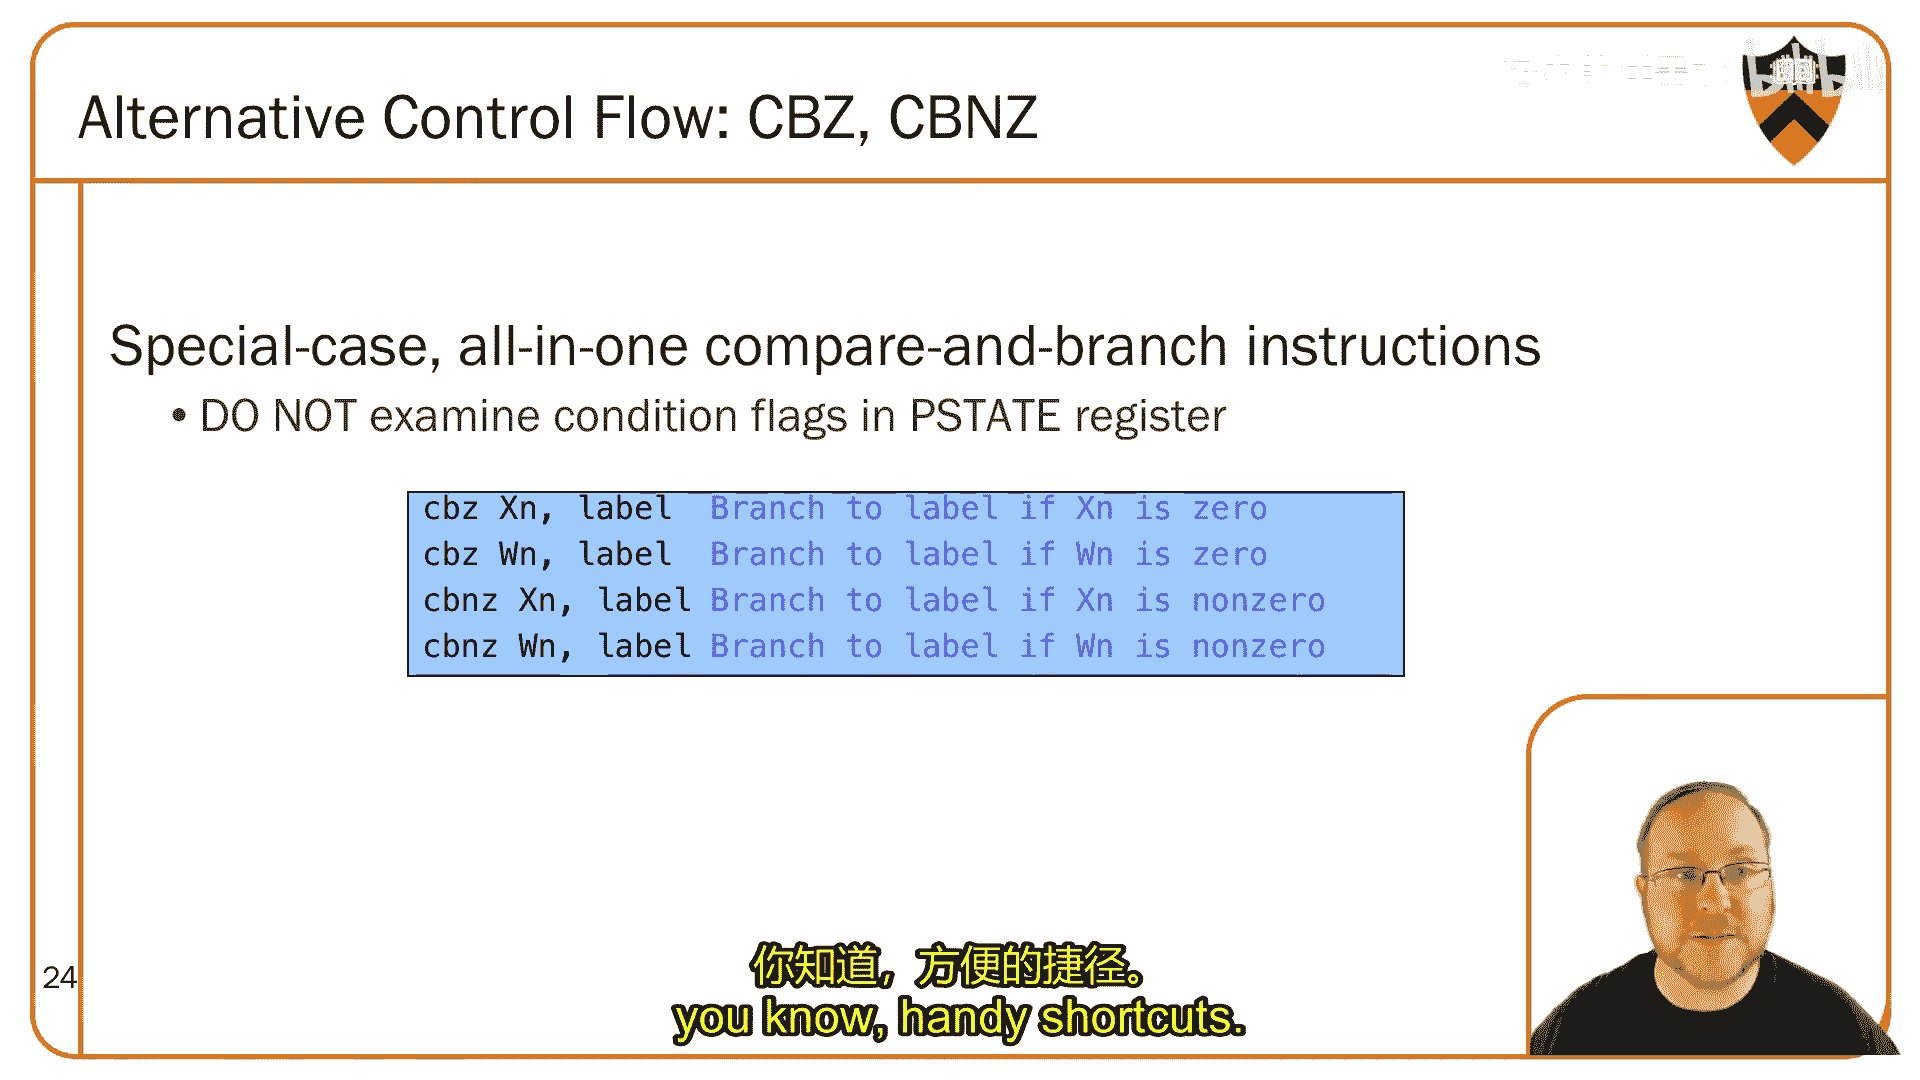 Alternative Control Flow: CBZ, CBNZ
Special-case, all-in-one compare-and-branch instructions
• DO NOT examine condition flags in PSTATE register
cbz Xn, label Branch to label if Xn is zero
cbz Wn, label Branch to label if Wn is zero
cbnz Xn, label Branch to label if Xn is nonzero
cbnz Wn, label Branch to label if Wn is nonzero
24
你知道，方便的捷径。
you know, handy shortcuts.